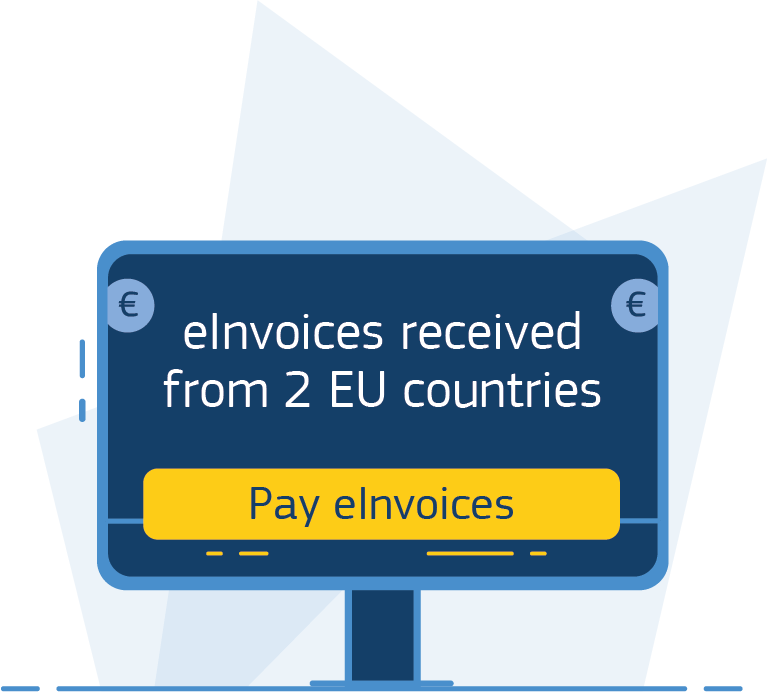 € €
eInvoices received
from 2 EU countries
Pay eInvoices